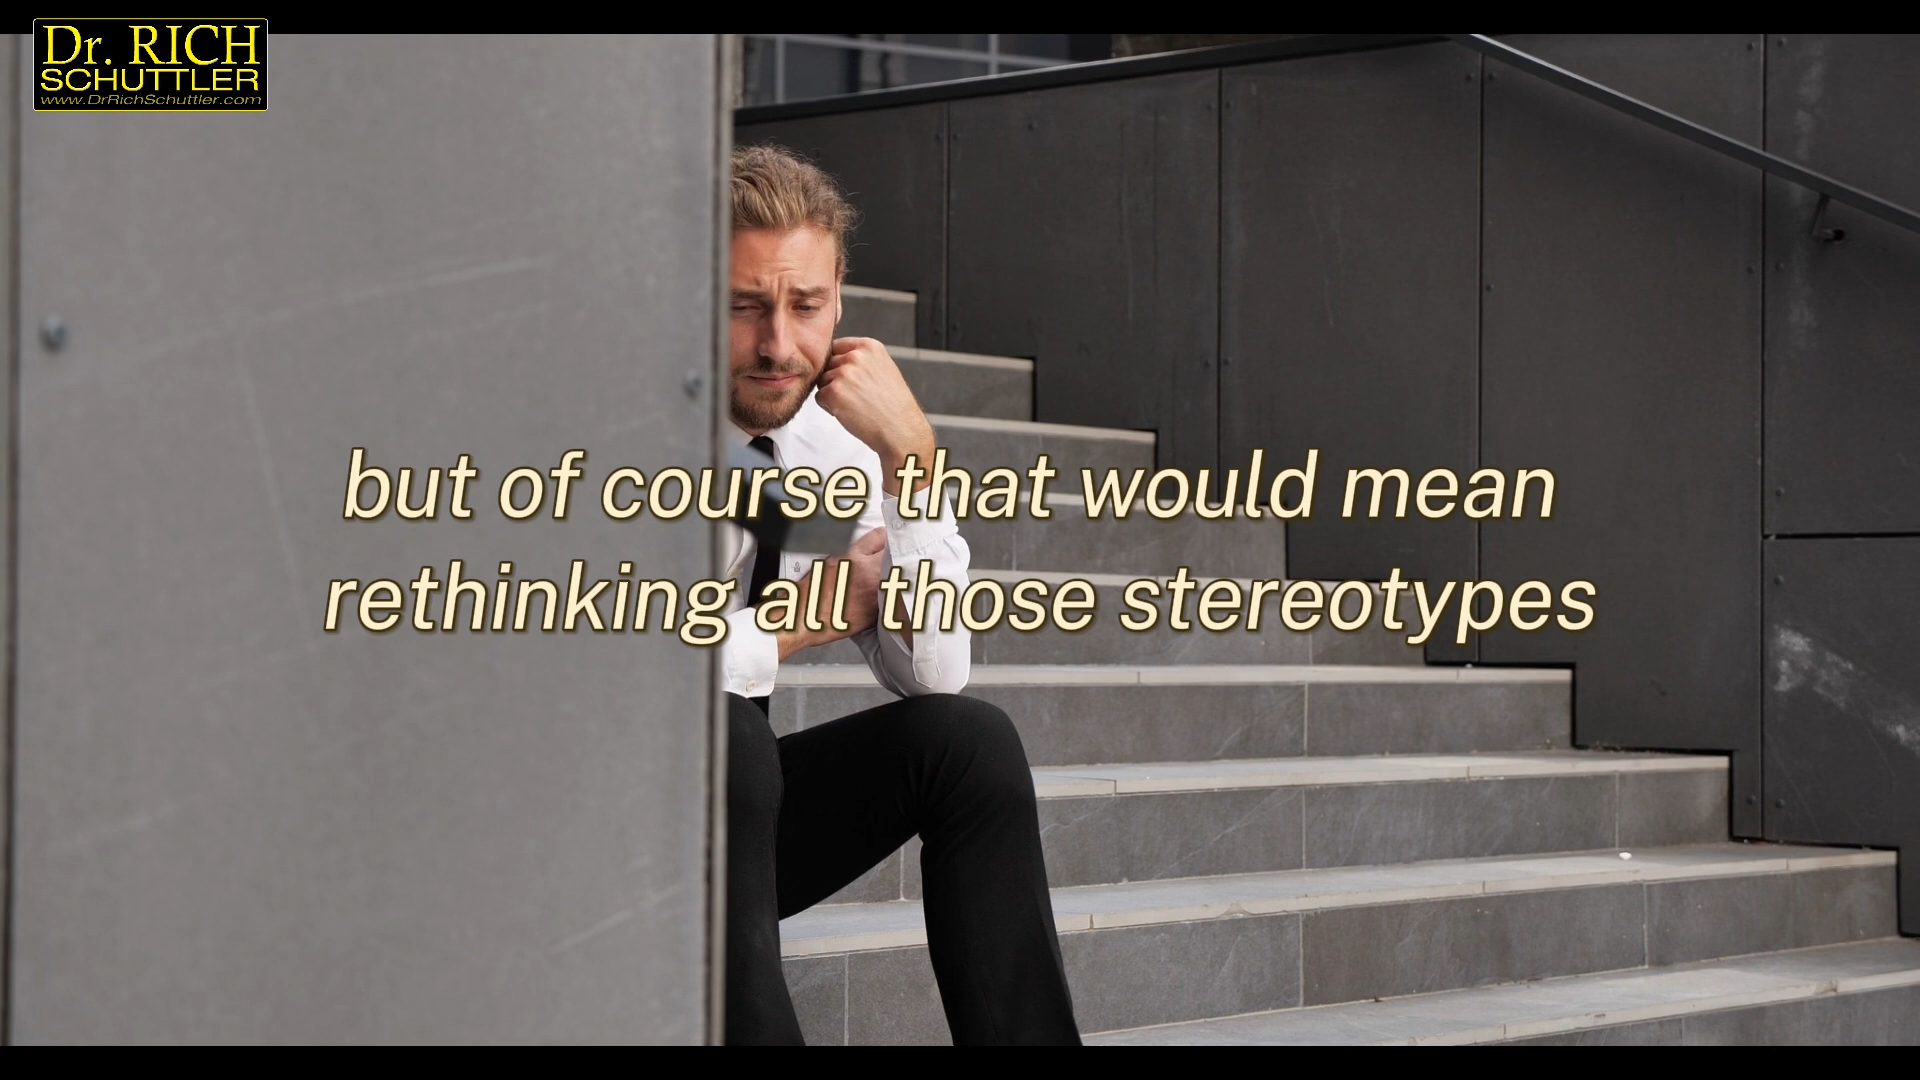 Dr. RICH
SCHUTTLER
www.DrRichSchuttler.com
but of course that would mean
rethinking all those stereotypes